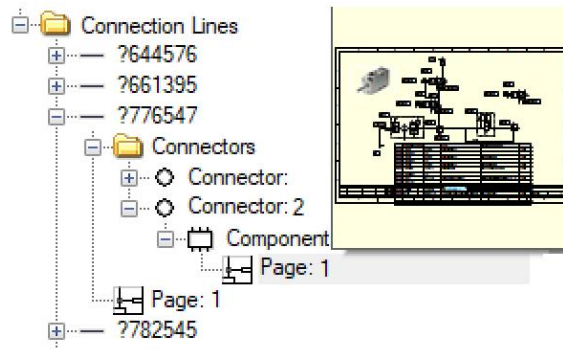 Connection Lines
?644576
?661395
?776547
Connectors
Connector:
Connector: 2
Component
Page: 1
Page: 1
?782545